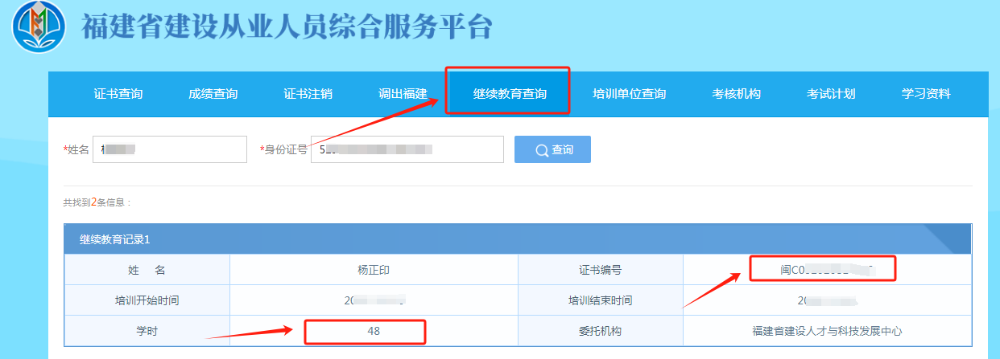 福建省建设从业人员综合服务平台
证书查询 成绩查询 证书注销 调出福建 继续教育查询 培训单位查询 考核机构 考试计划 学习资料
*姓名 *身份证号 查询
共找到2条信息：
继续教育记录1
姓 名 杨正印 证书编号 闽C0
培训开始时间 20 培训结束时间 20
学时 48 委托机构 福建省建设人才与科技发展中心